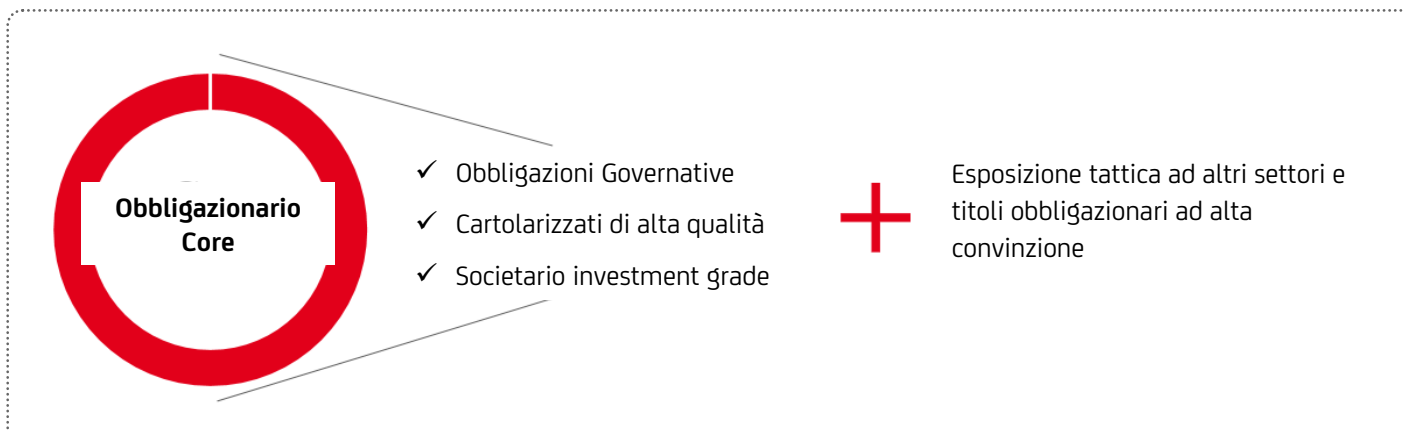 Obbligazionario
Core
✓ Obbligazioni Governative
✓ Cartolarizzati di alta qualità
✓ Societario investment grade
Esposizione tattica ad altri settori e
titoli obbligazionari ad alta
convinzione